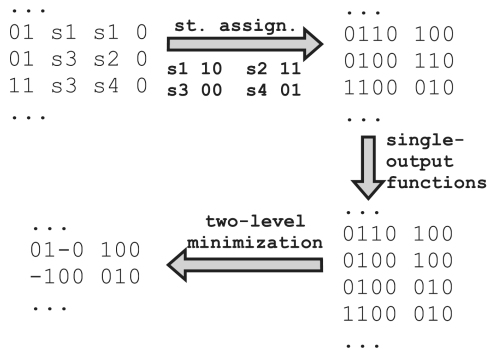 ...
01 s1 s1 0
01 s3 s2 0
11 s3 s4 0
...
st. assign.
s1 10 s2 11
s3 00 s4 01
...
0110 100
0100 110
1100 010
...
single-
output
functions
...
0110 100
0100 100
0100 010
1100 010
...
two-level
minimization
...
01-0 100
-100 010
...